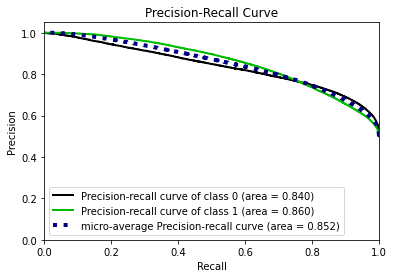 Precision-Recall Curve
1.0
0.8
0.6
0.4
0.2
0.0
Precision
Precision-recall curve of class 0 (area = 0.840)
Precision-recall curve of class 1 (area = 0.860)
micro-average Precision-recall curve (area = 0.852)
0.0 0.2 0.4 0.6 0.8 1.0
Recall